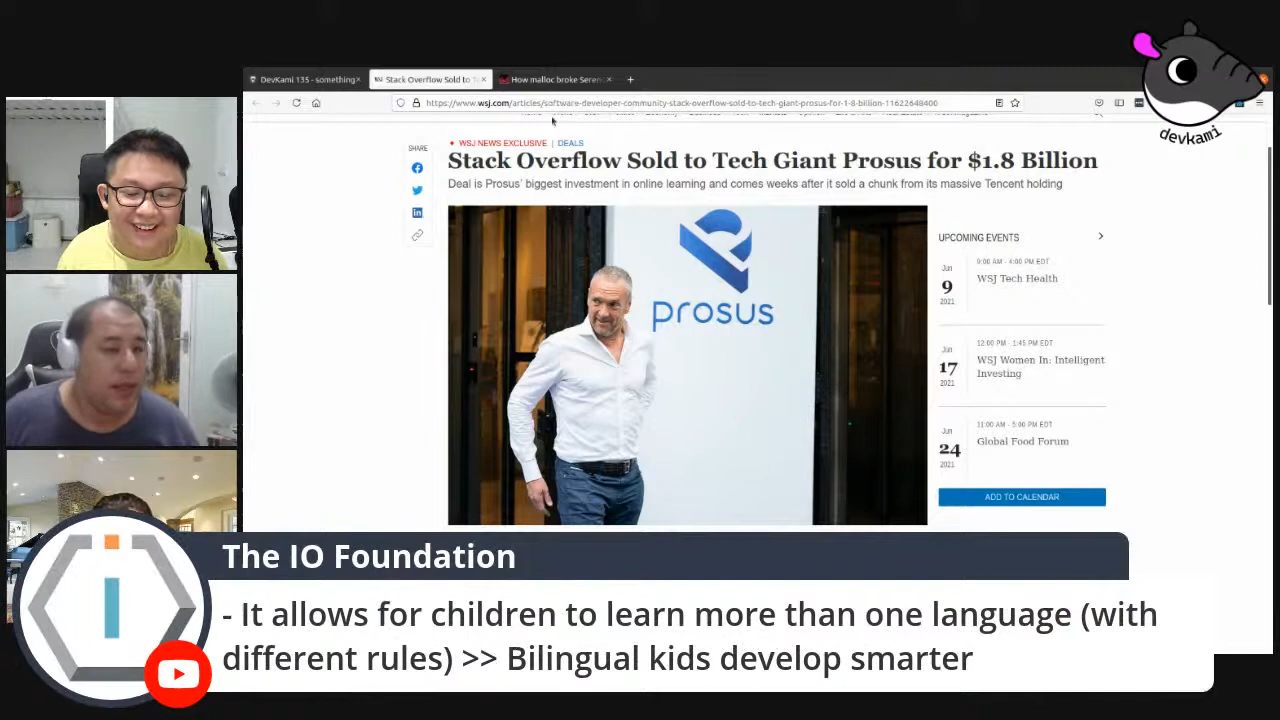 devkami
DevKami 135 - something
Stack Overflow Sold to Te
How malloc broke Seren
https://www.wsj.com/articles/software-developer-community-stack-overflow-sold-to-tech-giant-prosus-for-1-8-billion-11622648400
SHARE
WSJ NEWS EXCLUSIVE | DEALS
Stack Overflow Sold to Tech Giant Prosus for $1.8 Billion
Deal is Prosus' biggest investment in online learning and comes weeks after it sold a chunk from its massive Tencent holding
prosus
UPCOMING EVENTS
Jun
9
2021
9:00 AM - 4:00 PM EDT
WSJ Tech Health
Jun
17
2021
12:00 PM - 1:45 PM EDT
WSJ Women In: Intelligent
Investing
Jun
24
2021
11:00 AM - 5:00 PM EDT
Global Food Forum
ADD TO CALENDAR
The IO Foundation
- It allows for children to learn more than one language (with
different rules) >> Bilingual kids develop smarter